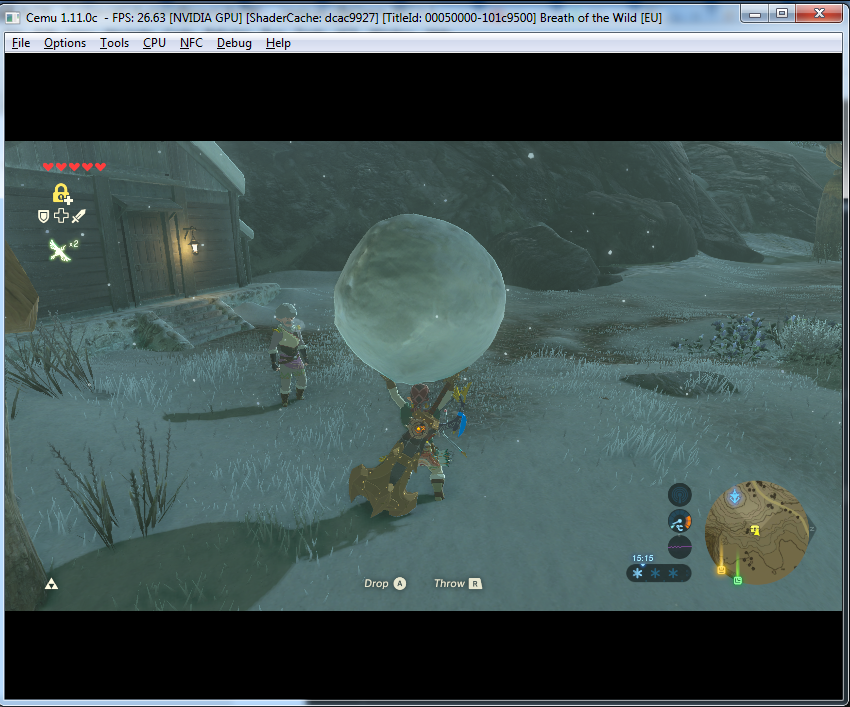 Cemu 1.11.0c - FPS: 26.63 [NVIDIA GPU] [ShaderCache: dcac9927] [TitleId: 00050000-101c9500] Breath of the Wild [EU]
File Options Tools CPU NFC Debug Help
x2
15:15
Drop A Throw R